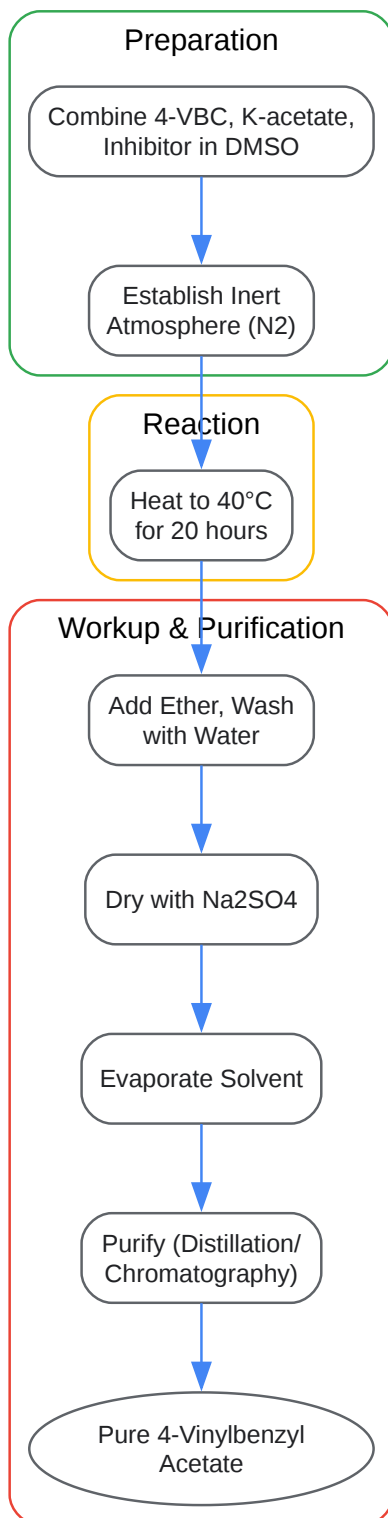 Preparation
Combine 4-VBC, K-acetate,
Inhibitor in DMSO
Establish Inert
Atmosphere (N2)
Reaction
Heat to 40°C
for 20 hours
Workup & Purification
Add Ether, Wash
with Water
Dry with Na2SO4
Evaporate Solvent
Purify (Distillation/
Chromatography)
Pure 4-Vinylbenzyl
Acetate